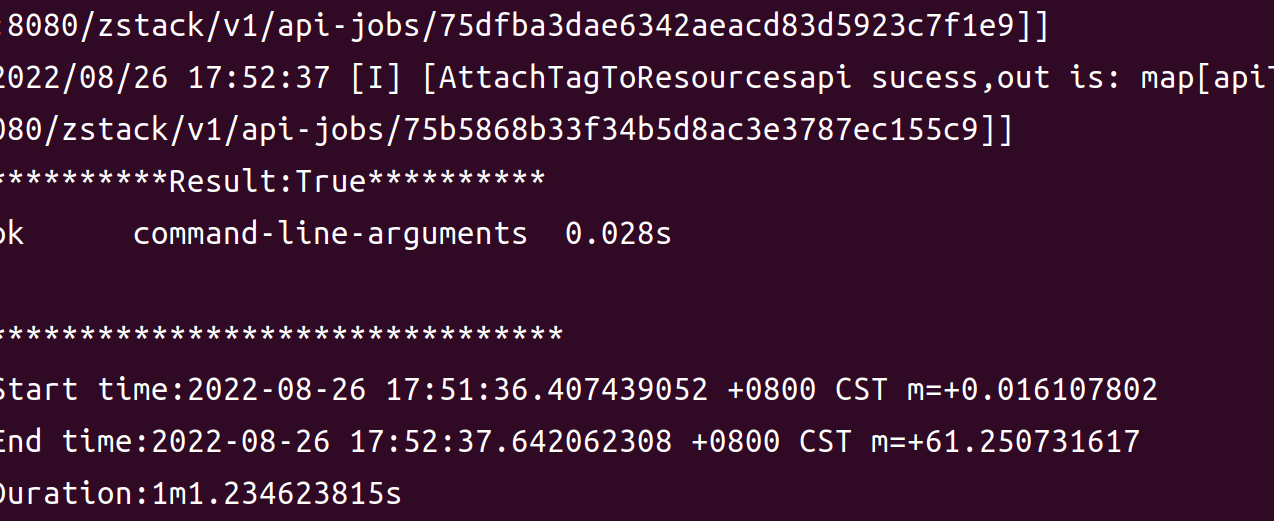 :8080/zstack/v1/api-jobs/75dfba3dae6342aeacd83d5923c7f1e9]]
2022/08/26 17:52:37 [I] [AttachTagToResourcesapi sucess,out is: map[apiT
080/zstack/v1/api-jobs/75b5868b33f34b5d8ac3e3787ec155c9]]
**********Result:True**********
ok command-line-arguments 0.028s
********************************
Start time:2022-08-26 17:51:36.407439052 +0800 CST m=+0.016107802
End time:2022-08-26 17:52:37.642062308 +0800 CST m=+61.250731617
Duration:1m1.234623815s